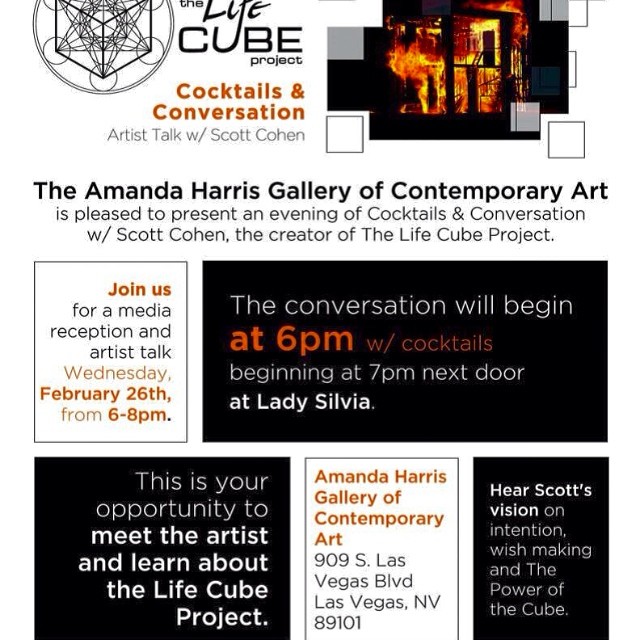 the Life
CUBE
project
Cocktails &
Conversation
Artist Talk w/ Scott Cohen
The Amanda Harris Gallery of Contemporary Art
is pleased to present an evening of Cocktails & Conversation
w/ Scott Cohen, the creator of The Life Cube Project.
Join us
for a media
reception and
artist talk
Wednesday,
February 26th,
from 6-8pm.
The conversation will begin
at 6pm w/ cocktails
beginning at 7pm next door
at Lady Silvia.
This is your
opportunity to
meet the artist
and learn about
the Life Cube
Project.
Amanda Harris
Gallery of
Contemporary
Art
909 S. Las
Vegas Blvd
Las Vegas, NV
89101
Hear Scott's
vision on
intention,
wish making
and The
Power of
the Cube.